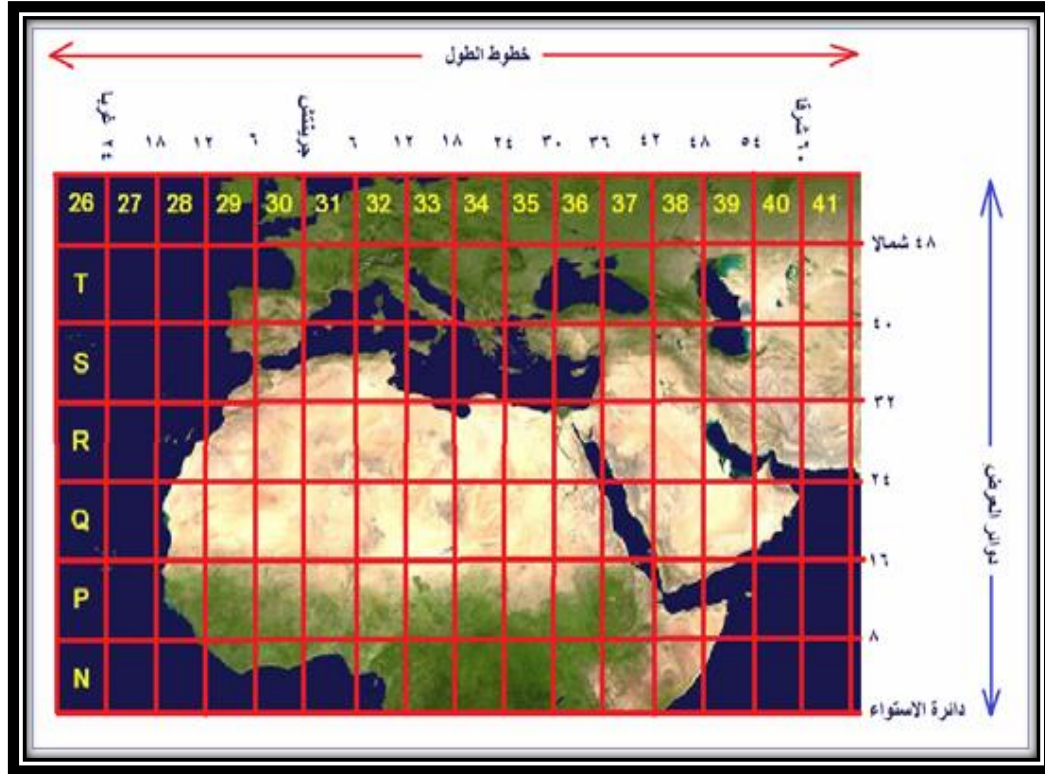 خطوط الطول
٢٤ غربا ١٨ ١٢ ٦ جرينتش ٦ ١٢ ١٨ ٢٤ ٣٠ ٣٦ ٤٢ ٤٨ ٥٤ ٦٠ شرقا
26 27 28 29 30 31 32 33 34 35 36 37 38 39 40 41
٤٨ شمالا
T
٤٠
S
٣٢
R
٢٤
Q
١٦
P
٨
N
دائرة الاستواء
دوائر العرض